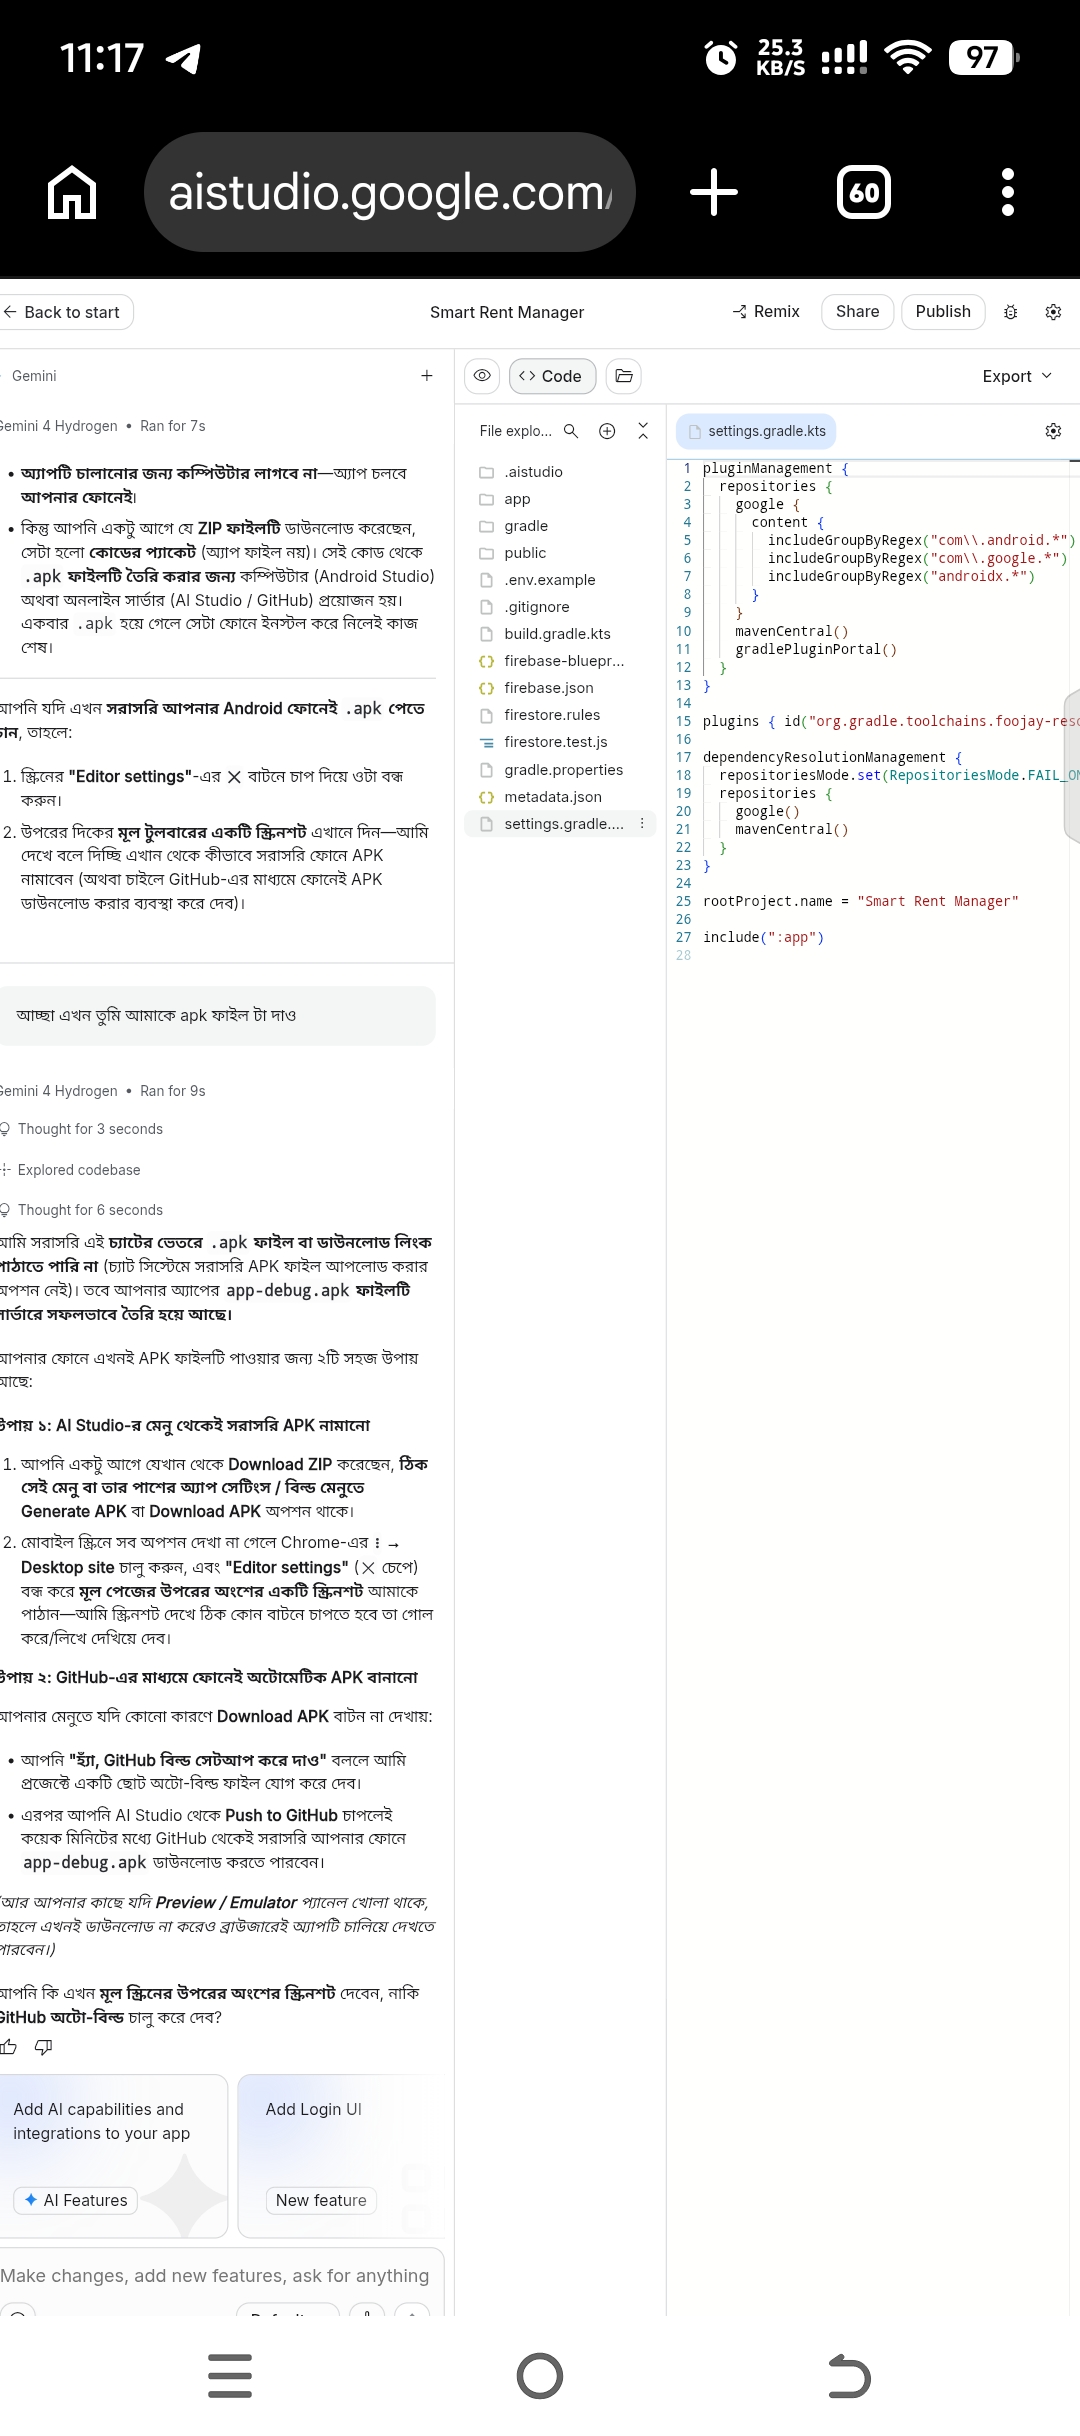 11:17
25.3
KB/S
97
aistudio.google.com/
60
Back to start
Smart Rent Manager
Remix
Share
Publish
Gemini
Code
Export
Gemini 4 Hydrogen • Ran for 7s
• অ্যাপটি চালানোর জন্য কম্পিউটার লাগবে না—অ্যাপ চলবে
আপনার ফোনেই।
• কিন্তু আপনি একটু আগে যে ZIP ফাইলটি ডাউনলোড করেছেন,
সেটা হলো কোডের প্যাকেট (অ্যাপ ফাইল নয়)। সেই কোড থেকে
.apk ফাইলটি তৈরি করার জন্য কম্পিউটার (Android Studio)
অথবা অনলাইন সার্ভার (AI Studio / GitHub) প্রয়োজন হয়।
একবার .apk হয়ে গেলে সেটা ফোনে ইনস্টল করে নিলেই কাজ
শেষ।
আপনি যদি এখন সরাসরি আপনার Android ফোনেই .apk পেতে
চান, তাহলে:
1. স্ক্রিনের "Editor settings"-এর ✕ বাটনে চাপ দিয়ে ওটা বন্ধ
করুন।
2. উপরের দিকের মূল টুলবারের একটি স্ক্রিনশট এখানে দিন—আমি
দেখে বলে দিচ্ছি এখান থেকে কীভাবে সরাসরি ফোনে APK
নামাবেন (অথবা চাইলে GitHub-এর মাধ্যমে ফোনেই APK
ডাউনলোড করার ব্যবস্থা করে দেব)।
আচ্ছা এখন তুমি আমাকে apk ফাইল টা দাও
Gemini 4 Hydrogen • Ran for 9s
Thought for 3 seconds
Explored codebase
Thought for 6 seconds
আমি সরাসরি এই চ্যাটের ভেতরে .apk ফাইল বা ডাউনলোড লিংক
পাঠাতে পারি না (চ্যাট সিস্টেমে সরাসরি APK ফাইল আপলোড করার
অপশন নেই)। তবে আপনার অ্যাপের app-debug.apk ফাইলটি
সার্ভারে সফলভাবে তৈরি হয়ে আছে।
আপনার ফোনে এখনই APK ফাইলটি পাওয়ার জন্য ২টি সহজ উপায়
আছে:
উপায় ১: AI Studio-র মেনু থেকেই সরাসরি APK নামানো
1. আপনি একটু আগে যেখান থেকে Download ZIP করেছেন, ঠিক
সেই মেনু বা তার পাশের অ্যাপ সেটিংস / বিল্ড মেনুতে
Generate APK বা Download APK অপশন থাকে।
2. মোবাইল স্ক্রিনে সব অপশন দেখা না গেলে Chrome-এর ⋮ →
Desktop site চালু করুন, এবং "Editor settings" (✕ চেপে)
বন্ধ করে মূল পেজের উপরের অংশের একটি স্ক্রিনশট আমাকে
পাঠান—আমি স্ক্রিনশট দেখে ঠিক কোন বাটনে চাপতে হবে তা গোল
করে/লিখে দেখিয়ে দেব।
উপায় ২: GitHub-এর মাধ্যমে ফোনেই অটোমেটিক APK বানানো
আপনার মেনুতে যদি কোনো কারণে Download APK বাটন না দেখায়:
• আপনি "হ্যাঁ, GitHub বিল্ড সেটআপ করে দাও" বললে আমি
প্রজেক্টে একটি ছোট অটো-বিল্ড ফাইল যোগ করে দেব।
• এরপর আপনি AI Studio থেকে Push to GitHub চাপলেই
কয়েক মিনিটের মধ্যে GitHub থেকেই সরাসরি আপনার ফোনে
app-debug.apk ডাউনলোড করতে পারবেন।
(আর আপনার কাছে যদি Preview / Emulator প্যানেল খোলা থাকে,
তাহলে এখনই ডাউনলোড না করেও ব্রাউজারেই অ্যাপটি চালিয়ে দেখতে
পারবেন।)
আপনি কি এখন মূল স্ক্রিনের উপরের অংশের স্ক্রিনশট দেবেন, নাকি
GitHub অটো-বিল্ড চালু করে দেব?
Add AI capabilities and
integrations to your app
AI Features
Add Login UI
New feature
Make changes, add new features, ask for anything
File explo...
.aistudio
app
gradle
public
.env.example
.gitignore
build.gradle.kts
firebase-bluepr...
firebase.json
firestore.rules
firestore.test.js
gradle.properties
metadata.json
settings.gradle....
settings.gradle.kts
1 pluginManagement {
2 repositories {
3 google {
4 content {
5 includeGroupByRegex("com\\.android.*")
6 includeGroupByRegex("com\\.google.*")
7 includeGroupByRegex("androidx.*")
8 }
9 }
10 mavenCentral()
11 gradlePluginPortal()
12 }
13 }
14
15 plugins { id("org.gradle.toolchains.foojay-reso
16
17 dependencyResolutionManagement {
18 repositoriesMode.set(RepositoriesMode.FAIL_ON
19 repositories {
20 google()
21 mavenCentral()
22 }
23 }
24
25 rootProject.name = "Smart Rent Manager"
26
27 include(":app")
28